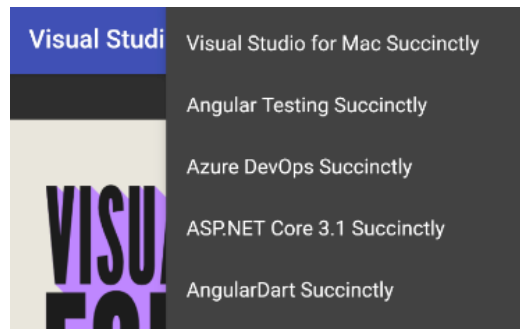 Visual Studi
Visual Studio for Mac Succinctly
Angular Testing Succinctly
Azure DevOps Succinctly
ASP.NET Core 3.1 Succinctly
AngularDart Succinctly
VISU
FOR